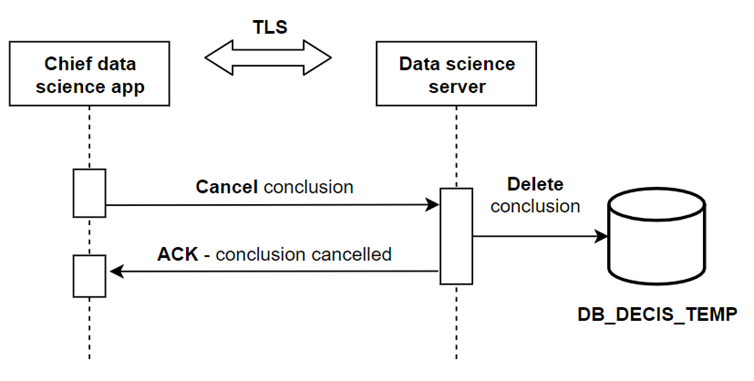 TLS
Chief data
science app
Data science
server
Cancel conclusion
Delete
conclusion
ACK - conclusion cancelled
DB_DECIS_TEMP